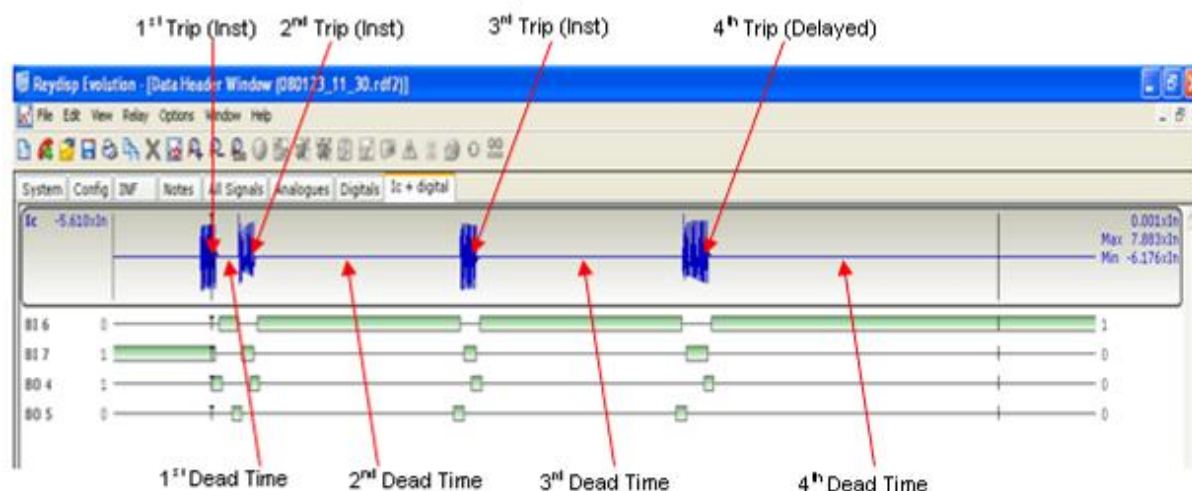 1st Trip (Inst) 2nd Trip (Inst) 3rd Trip (Inst) 4th Trip (Delayed)
Reydisp Evolution - [Data Header Window (080123_11_30.rdf2)]
File Edit View Relay Options Window Help
System Config INF Notes All Signals Analogues Digitals Ic + digital
Ic -5.610xIn 0.001xIn
Max 7.883xIn
Min -6.176xIn
BI 6 0 1
BI 7 1 0
BO 4 1 0
BO 5 0 0
1st Dead Time 2nd Dead Time 3rd Dead Time 4th Dead Time